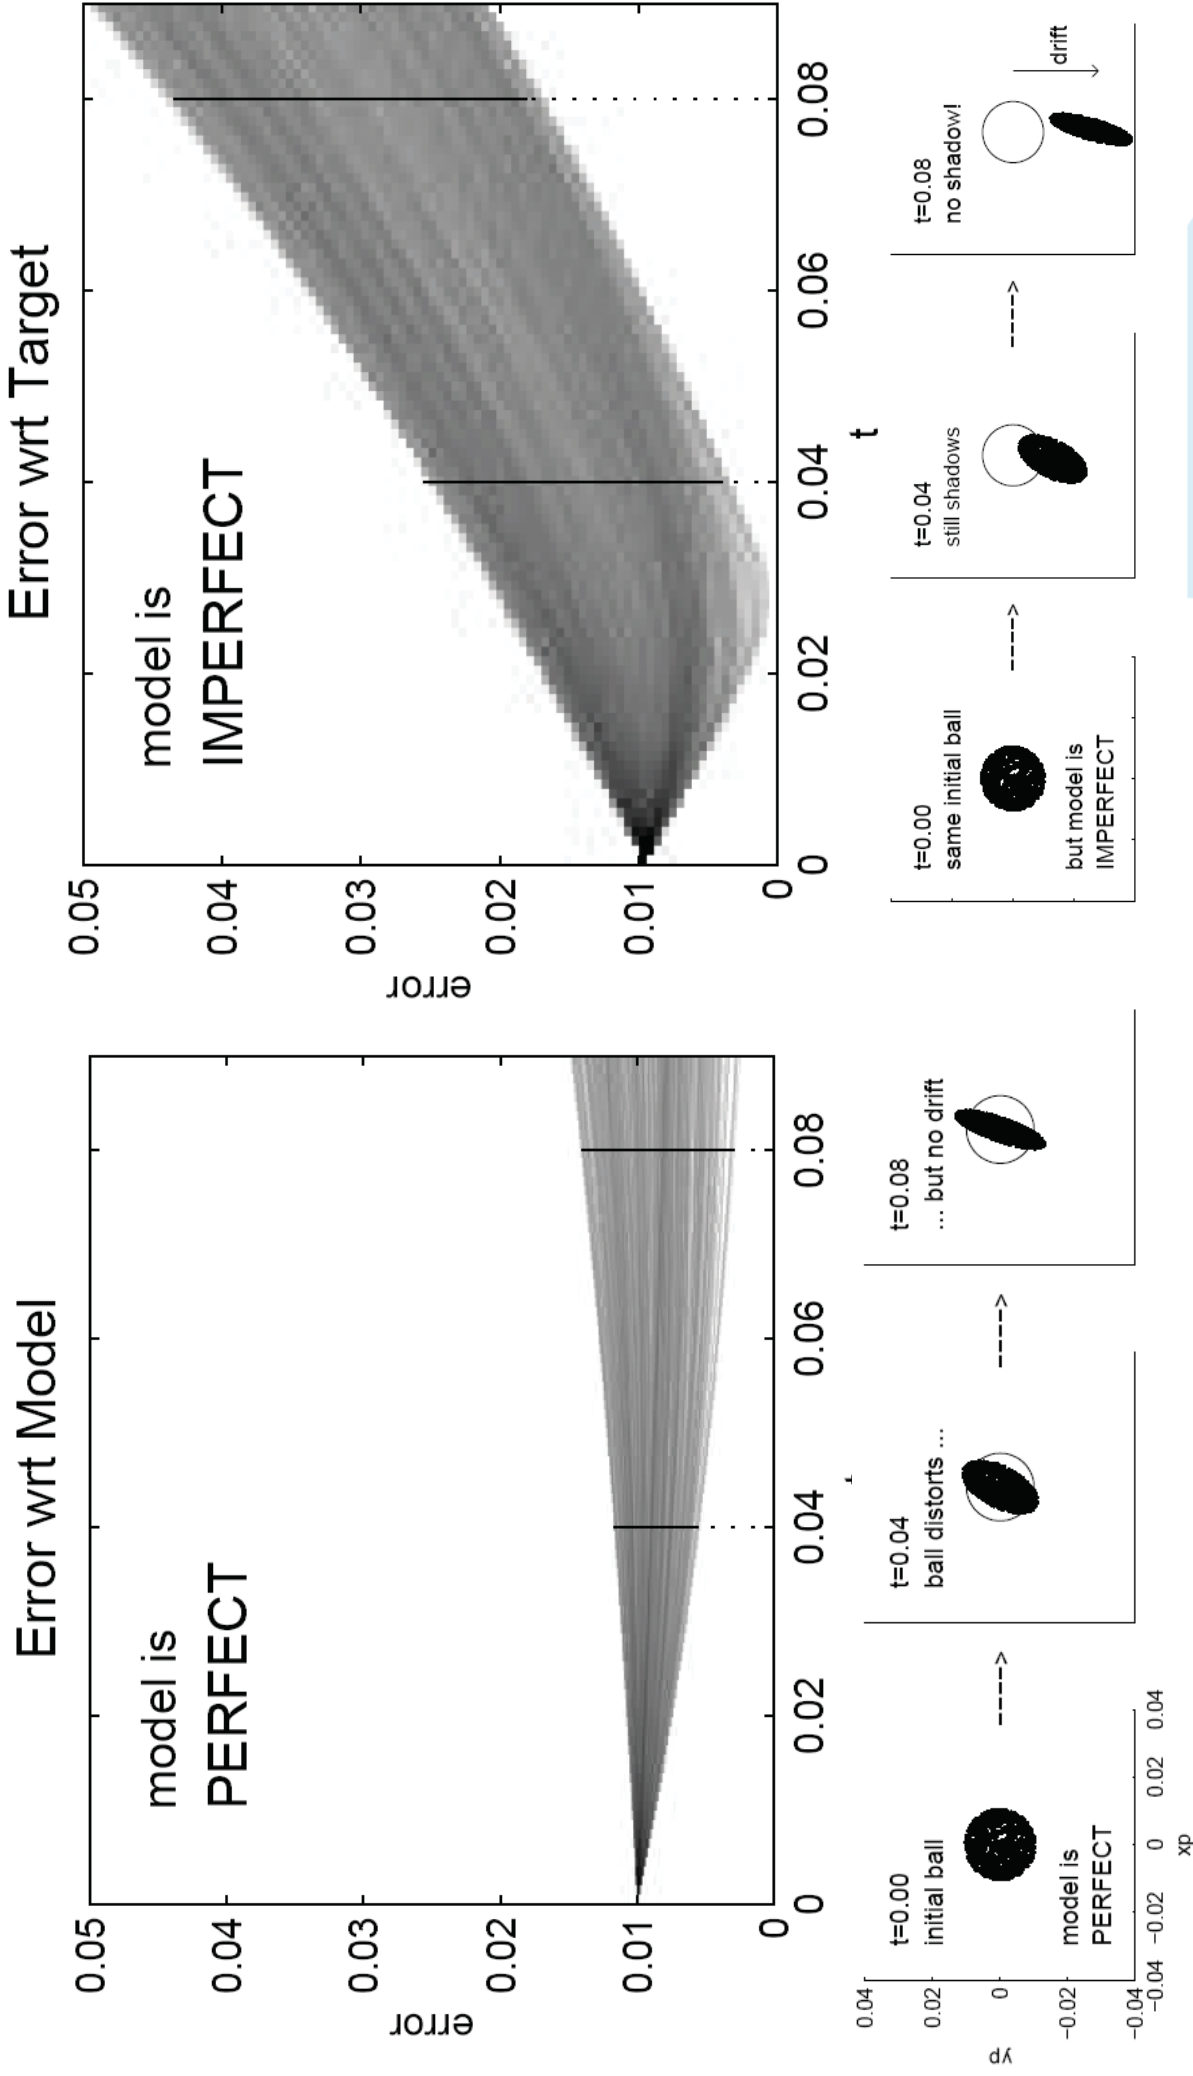 Error wrt Model
model is
PERFECT
error
0.05
0.04
0.03
0.02
0.01
0
0
0.02
0.04
0.06
0.08
Error wrt Target
model is
IMPERFECT
error
0.05
0.04
0.03
0.02
0.01
0
0
0.02
0.04
0.06
0.08
t
t=0.00
initial ball
model is
PERFECT
yp
0.04
0.02
0
-0.02
-0.04
-0.04
-0.02
0
0.02
0.04
xp
---->
t=0.04
ball distorts ...
---->
t=0.08
... but no drift
t=0.00
same initial ball
but model is
IMPERFECT
---->
t=0.04
still shadows
---->
t=0.08
no shadow!
drift